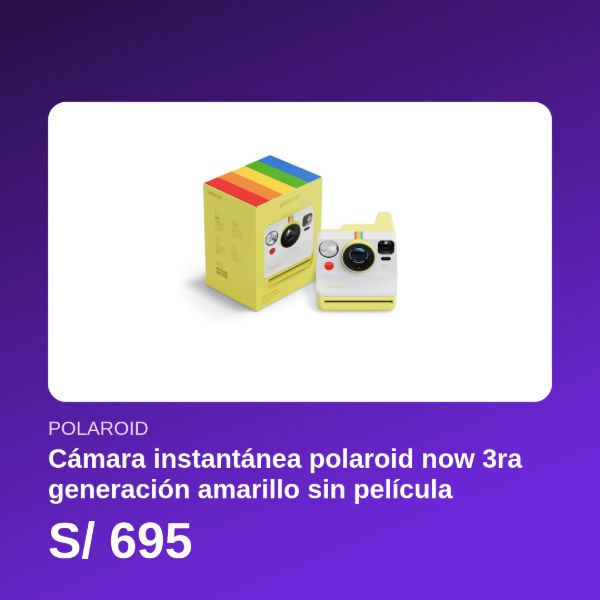 POLAROID
Cámara instantánea polaroid now 3ra
generación amarillo sin película
S/ 695